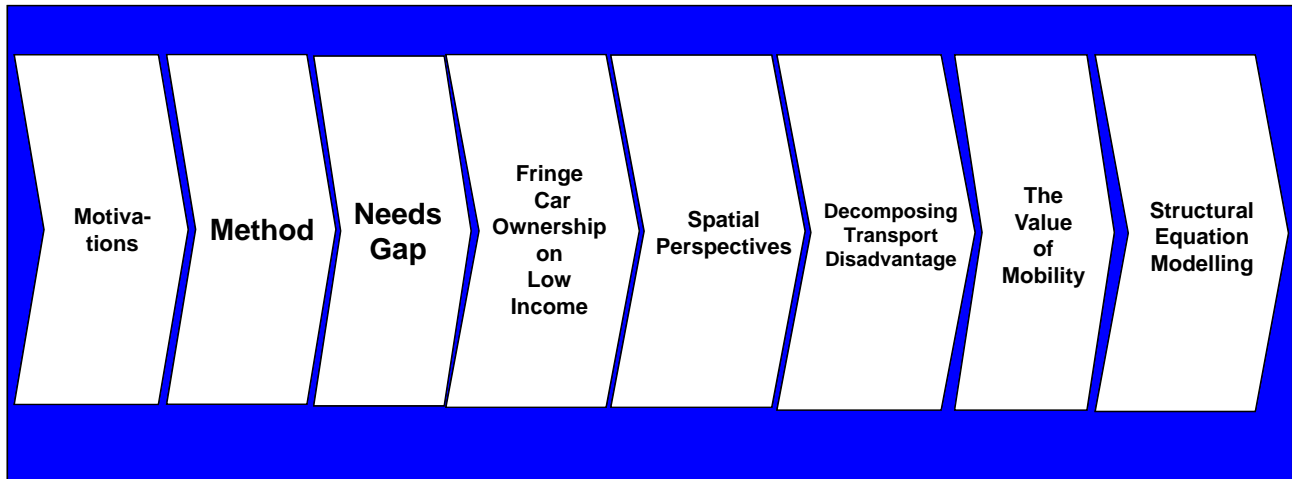 Motiva-
tions
Method
Needs
Gap
Fringe
Car
Ownership
on
Low
Income
Spatial
Perspectives
Decomposing
Transport
Disadvantage
The
Value
of
Mobility
Structural
Equation
Modelling